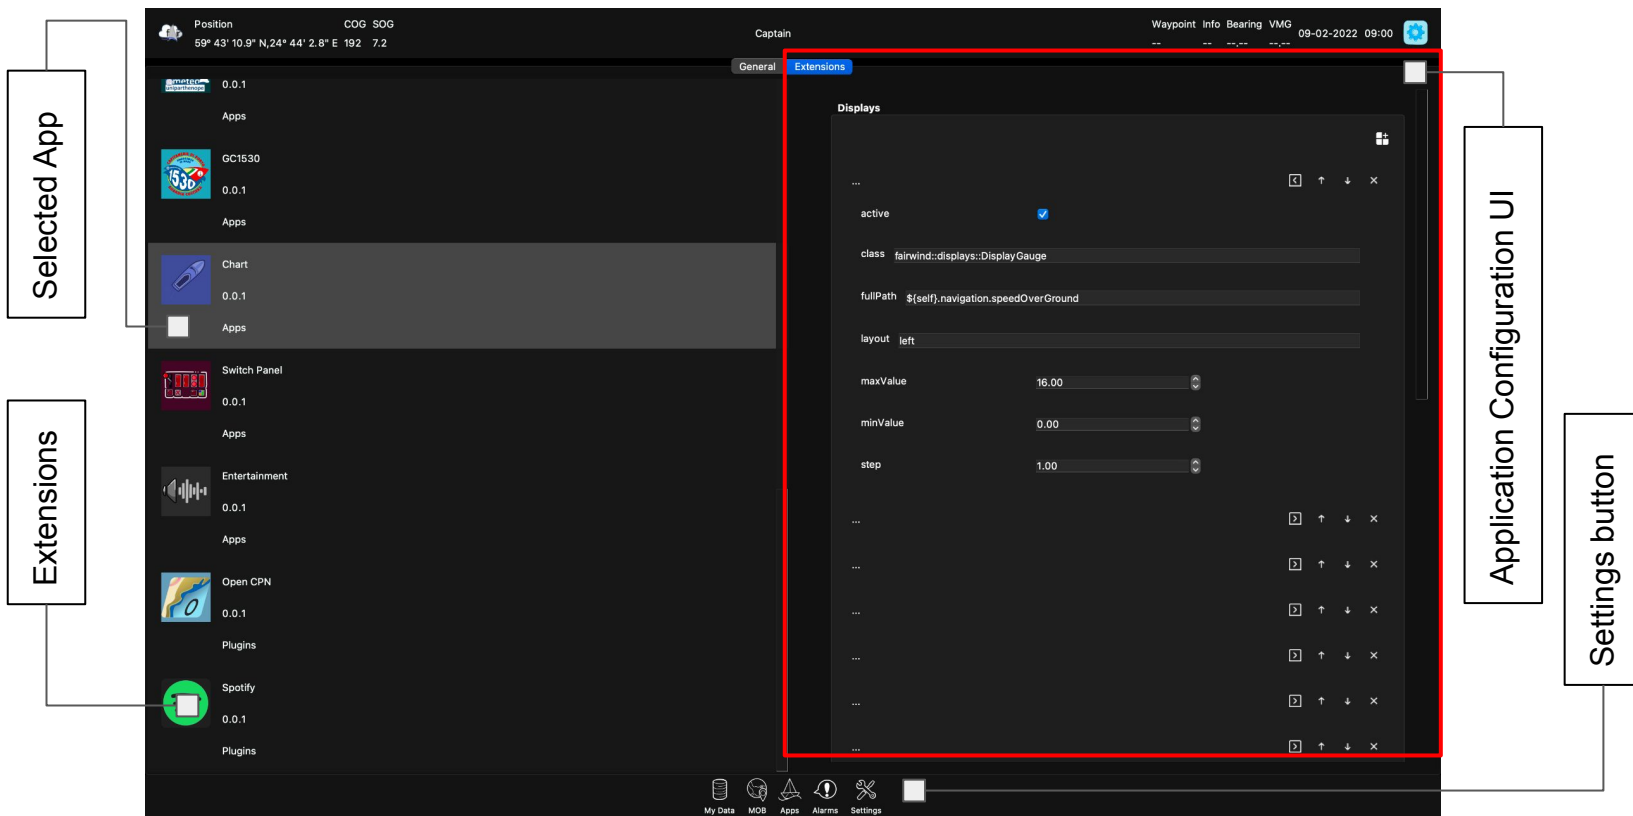 Position
COG SOG
59° 43' 10.9" N,24° 44' 2.8" E 192 7.2
Captain
Waypoint Info Bearing VMG
-- -- --,-- --,--
09-02-2022 09:00
General
Extensions
meteo
uniparthenope
0.0.1
Apps
GC1530
1530
0.0.1
Apps
Chart
0.0.1
Apps
Switch Panel
0.0.1
Apps
Entertainment
0.0.1
Apps
Open CPN
0.0.1
Plugins
Spotify
0.0.1
Plugins
Displays
...
active
class fairwind::displays::DisplayGauge
fullPath ${self}.navigation.speedOverGround
layout left
maxValue 16.00
minValue 0.00
step 1.00
...
...
...
...
...
...
My Data MOB Apps Alarms Settings
Selected App
Extensions
Application Configuration UI
Settings button